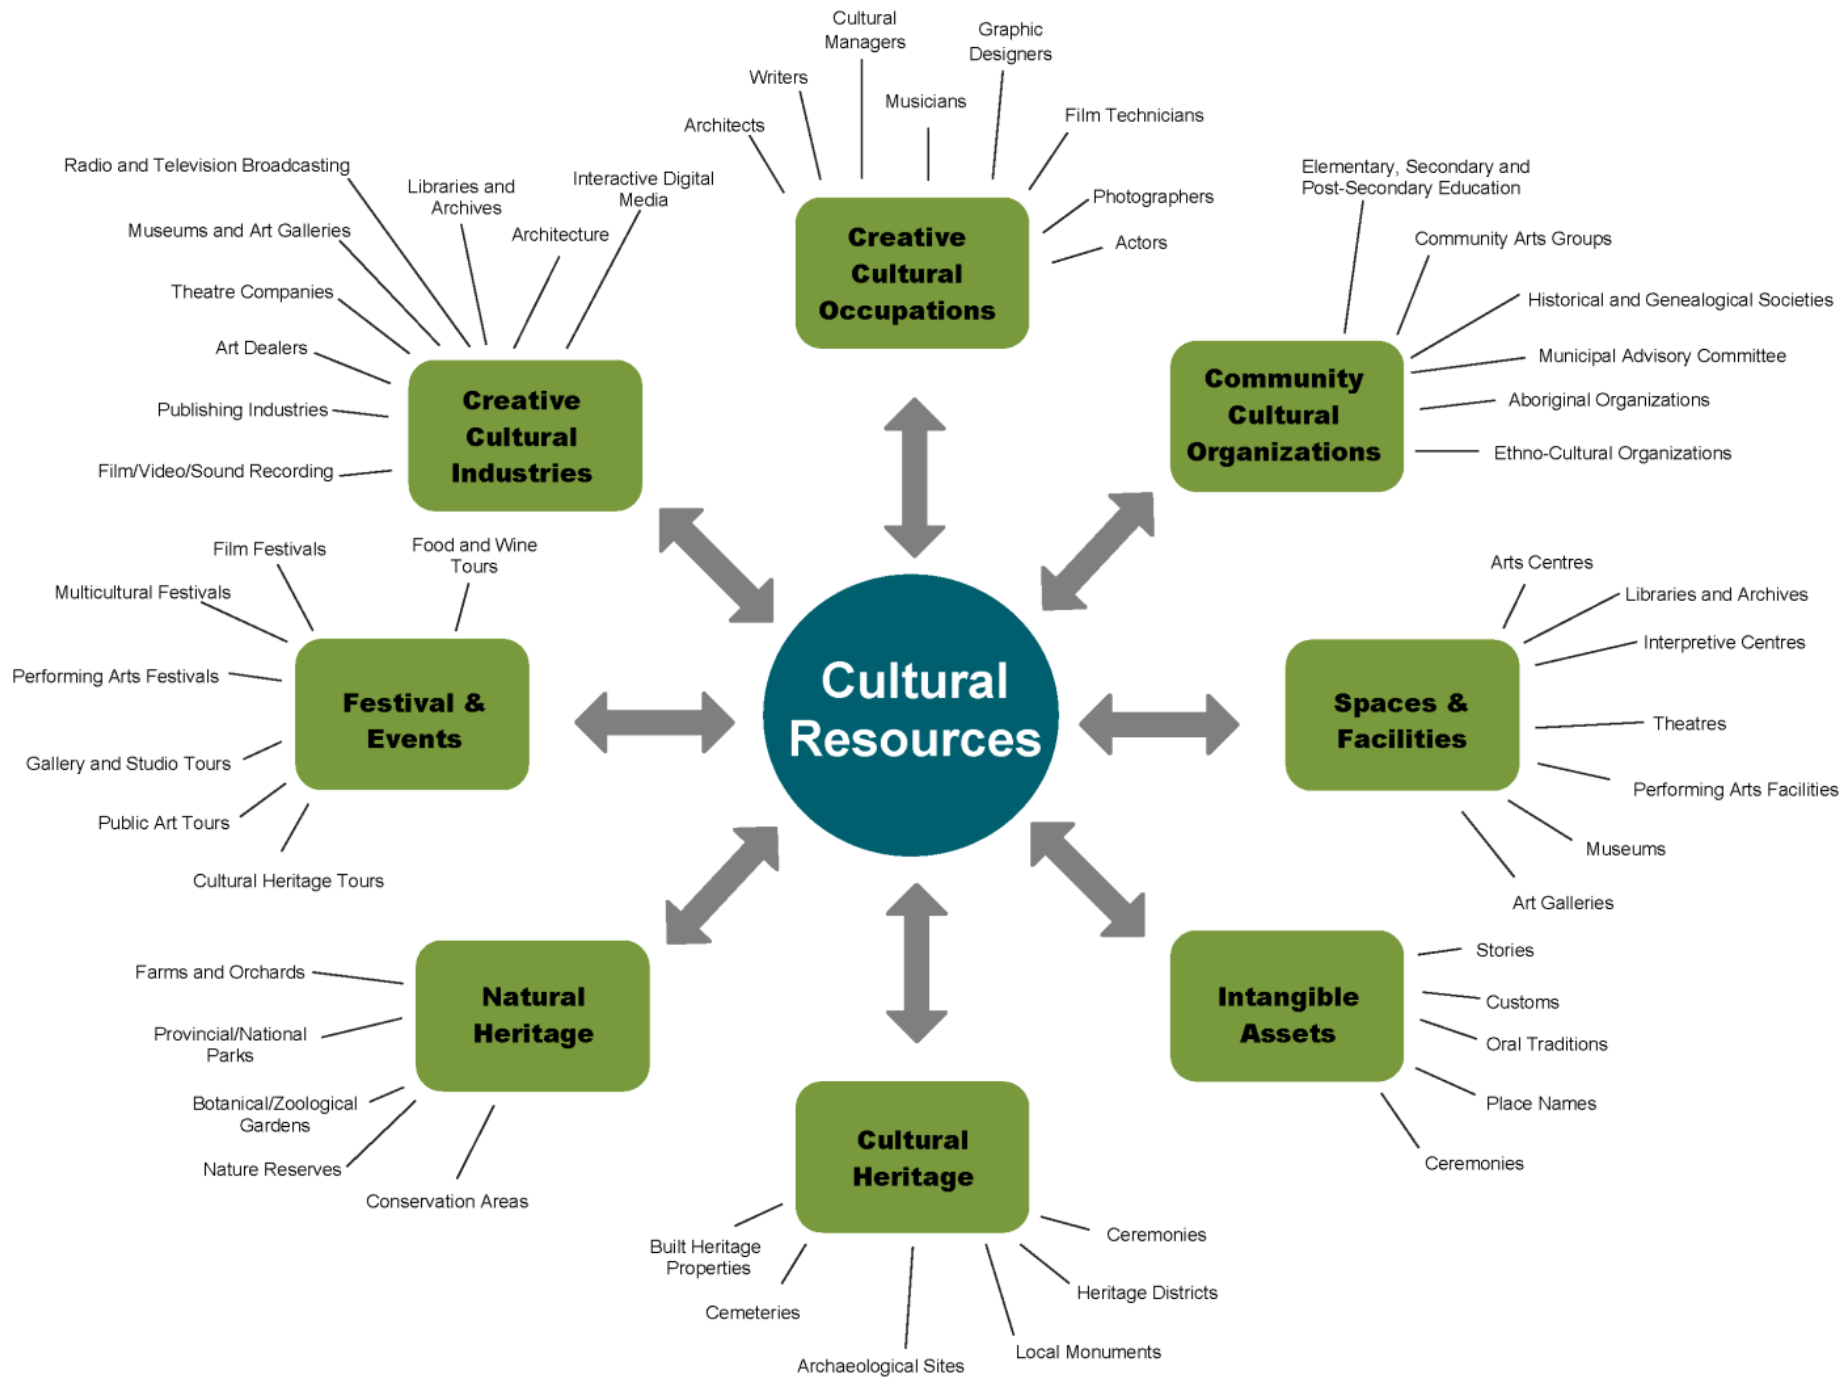 Cultural
Managers
Graphic
Designers
Writers
Musicians
Architects
Film Technicians
Photographers
Actors
Creative
Cultural
Occupations
Radio and Television Broadcasting
Libraries and
Archives
Interactive Digital
Media
Museums and Art Galleries
Architecture
Theatre Companies
Art Dealers
Publishing Industries
Film/Video/Sound Recording
Creative
Cultural
Industries
Elementary, Secondary and
Post-Secondary Education
Community Arts Groups
Historical and Genealogical Societies
Municipal Advisory Committee
Aboriginal Organizations
Ethno-Cultural Organizations
Community
Cultural
Organizations
Film Festivals
Food and Wine
Tours
Multicultural Festivals
Performing Arts Festivals
Gallery and Studio Tours
Public Art Tours
Cultural Heritage Tours
Festival &
Events
Cultural
Resources
Arts Centres
Libraries and Archives
Interpretive Centres
Theatres
Performing Arts Facilities
Museums
Art Galleries
Spaces &
Facilities
Farms and Orchards
Provincial/National
Parks
Botanical/Zoological
Gardens
Nature Reserves
Conservation Areas
Natural
Heritage
Stories
Customs
Oral Traditions
Place Names
Ceremonies
Intangible
Assets
Cultural
Heritage
Built Heritage
Properties
Cemeteries
Archaeological Sites
Local Monuments
Heritage Districts
Ceremonies